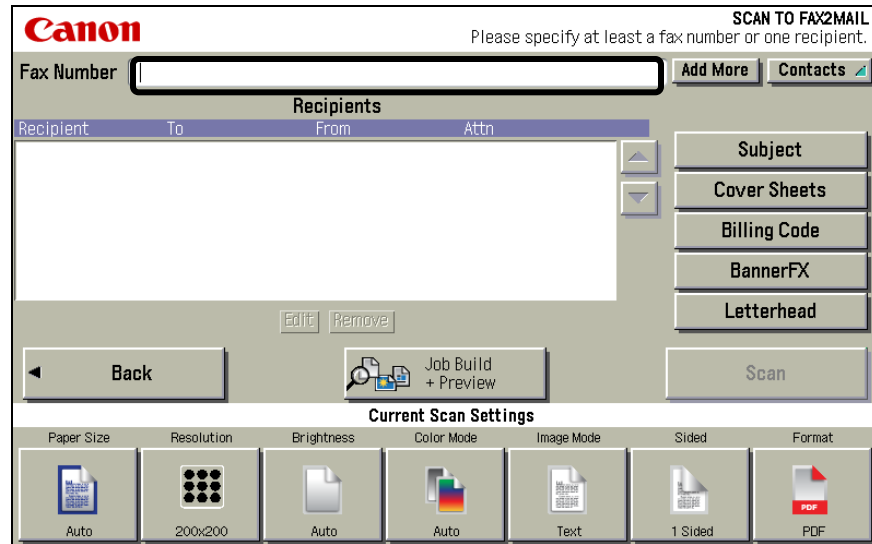 Canon
SCAN TO FAX2MAIL
Please specify at least a fax number or one recipient.
Fax Number
Add More
Contacts
Recipients
Recipient To From Attn
Subject
Cover Sheets
Billing Code
BannerFX
Letterhead
Edit Remove
Back
Job Build
+ Preview
Scan
Current Scan Settings
Paper Size Resolution Brightness Color Mode Image Mode Sided Format
PDF
Auto 200x200 Auto Auto Text 1 Sided PDF